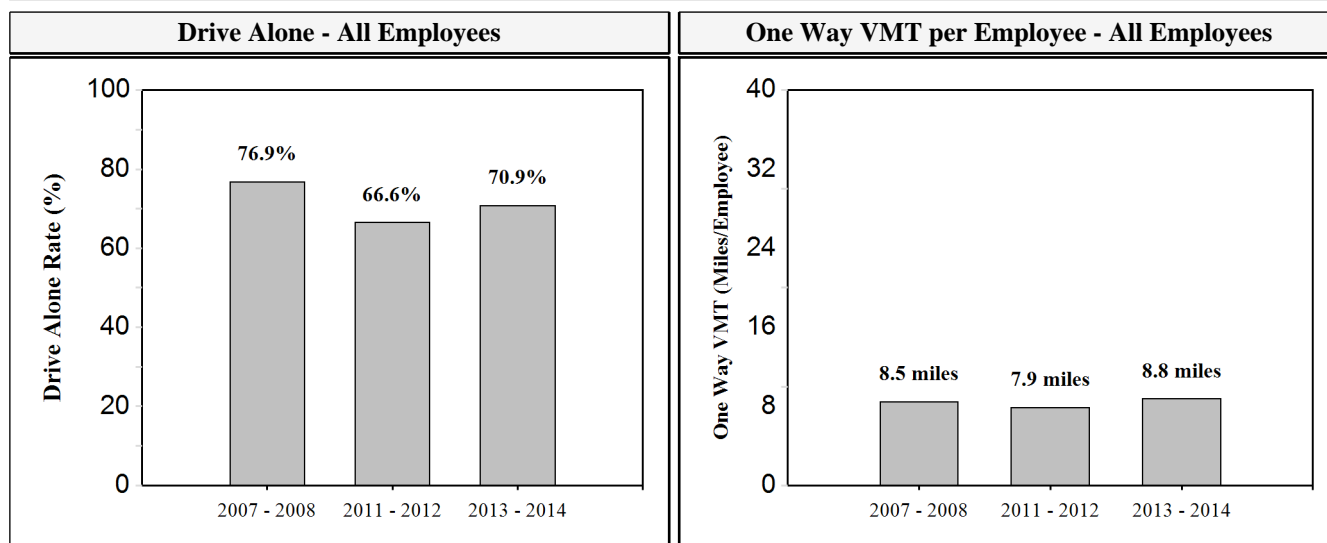 Drive Alone - All Employees
One Way VMT per Employee - All Employees
Drive Alone Rate (%)
100
80
60
40
20
0
76.9%
66.6%
70.9%
2007 - 2008
2011 - 2012
2013 - 2014
One Way VMT (Miles/Employee)
40
32
24
16
8
0
8.5 miles
7.9 miles
8.8 miles
2007 - 2008
2011 - 2012
2013 - 2014